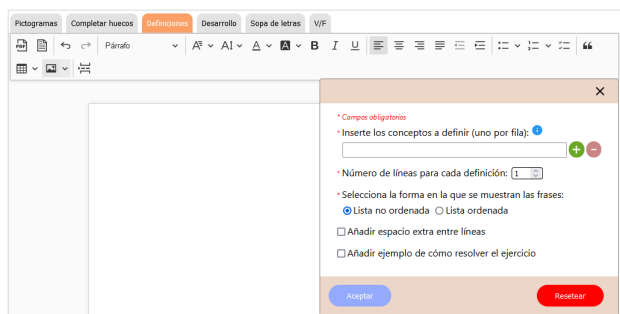 Pictogramas Completar huecos Definiciones Desarrollo Sopa de letras V/F
PDF Párrafo A AI A A B I U
* Campos obligatorios
* Inserte los conceptos a definir (uno por fila): i
* Número de líneas para cada definición: 1
* Selecciona la forma en la que se muestran las frases:
Lista no ordenada Lista ordenada
Añadir espacio extra entre líneas
Añadir ejemplo de cómo resolver el ejercicio
Aceptar Resetear